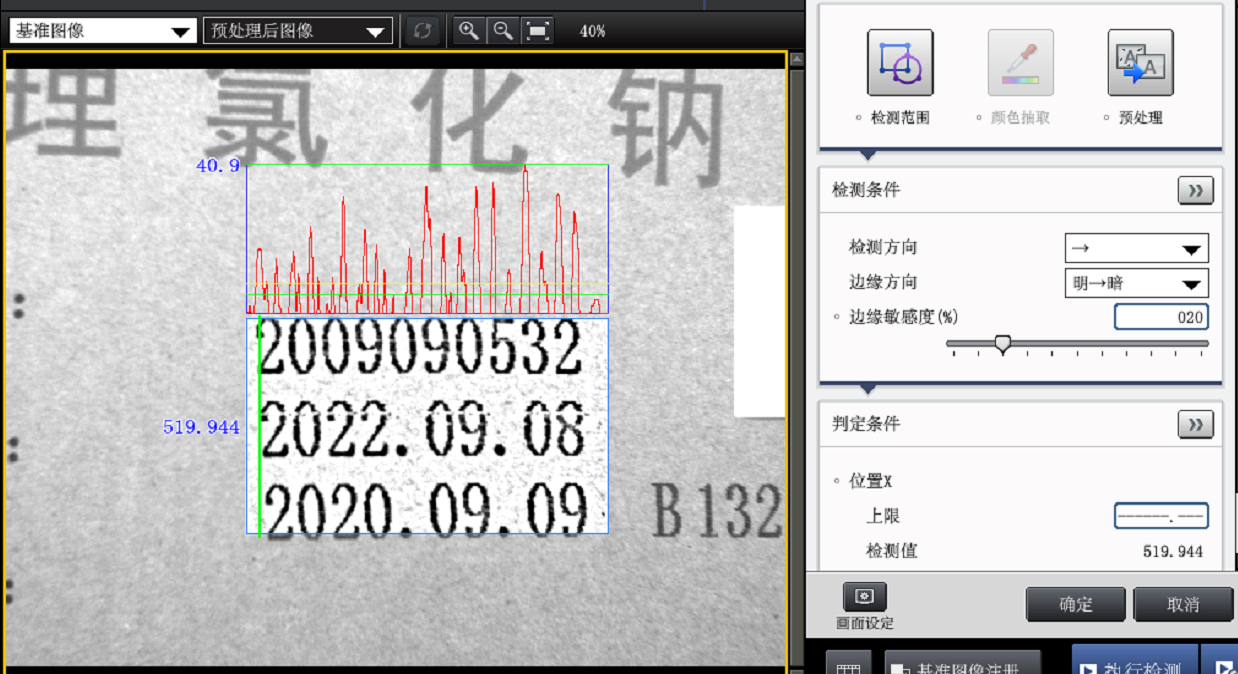 基准图像
预处理后图像
40%
理氯化钠
40.9
519.944
2009090532
2022.09.08
2020.09.09
B132
检测范围
颜色抽取
预处理
检测条件
检测方向
→
边缘方向
明→暗
边缘敏感度(%)
020
判定条件
位置X
上限
------.---
检测值
519.944
画面设定
确定
取消
基准图像注册
执行检测